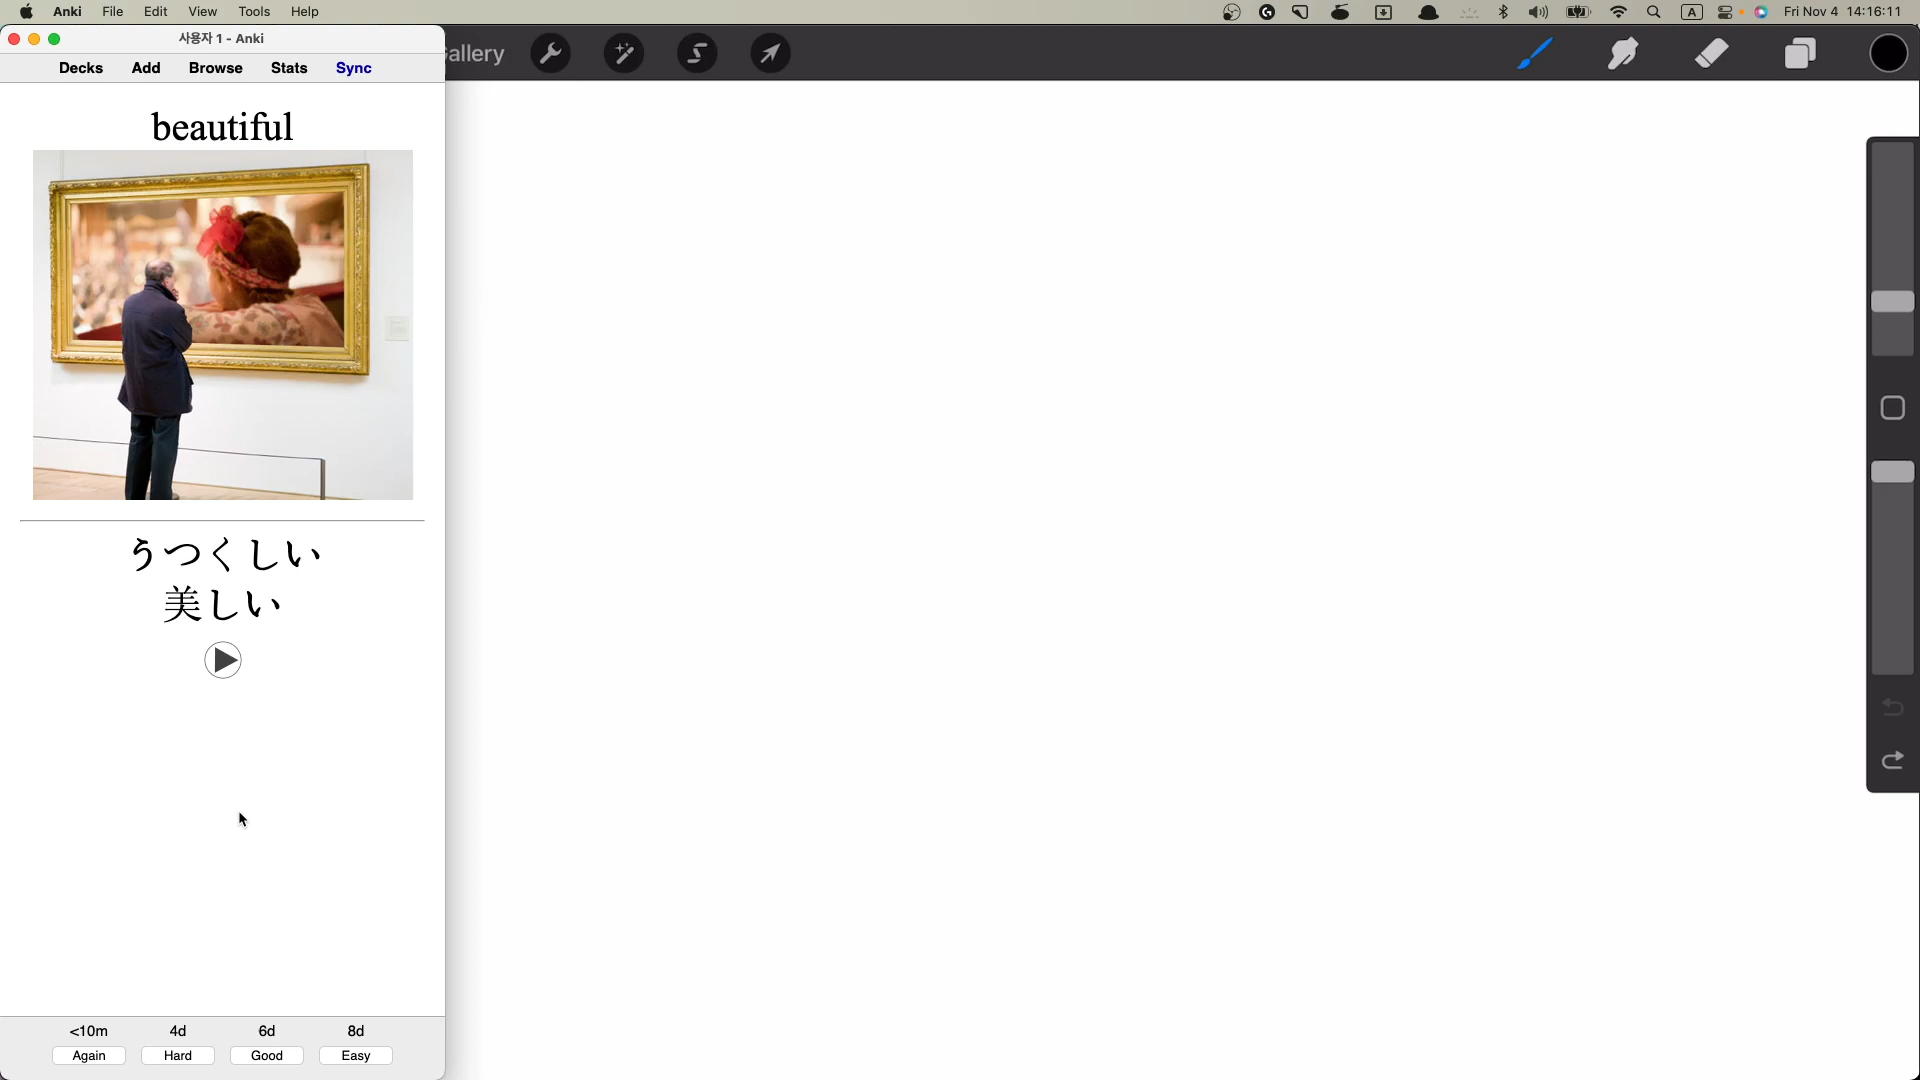 Anki File Edit View Tools Help
A Fri Nov 4 14:16:11
사용자 1 - Anki
Decks Add Browse Stats Sync
allery
beautiful
うつくしい
美しい
<10m 4d 6d 8d
Again Hard Good Easy